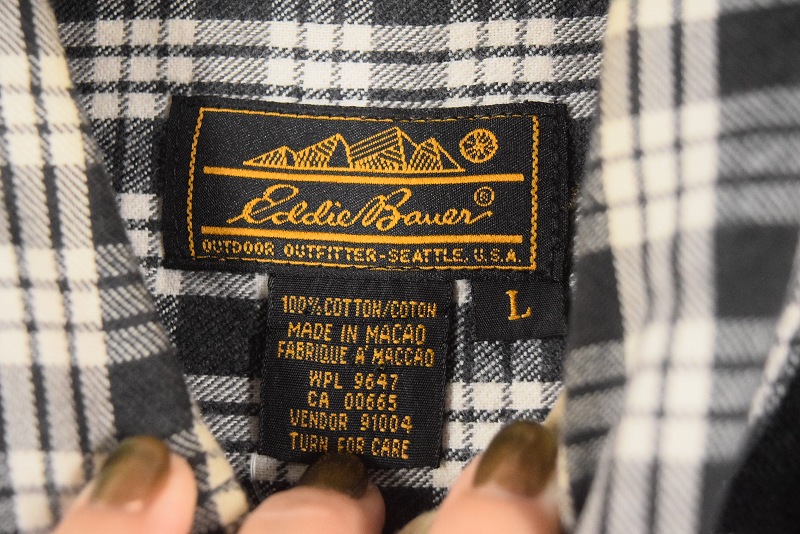 Eddie Bauer®
OUTDOOR OUTFITTER-SEATTLE, U.S.A.
L
100% COTTON/COTON
MADE IN MACAO
FABRIQUE A' MACCAO
WPL 9647
CA 00665
VENDOR 91004
TURN FOR CARE